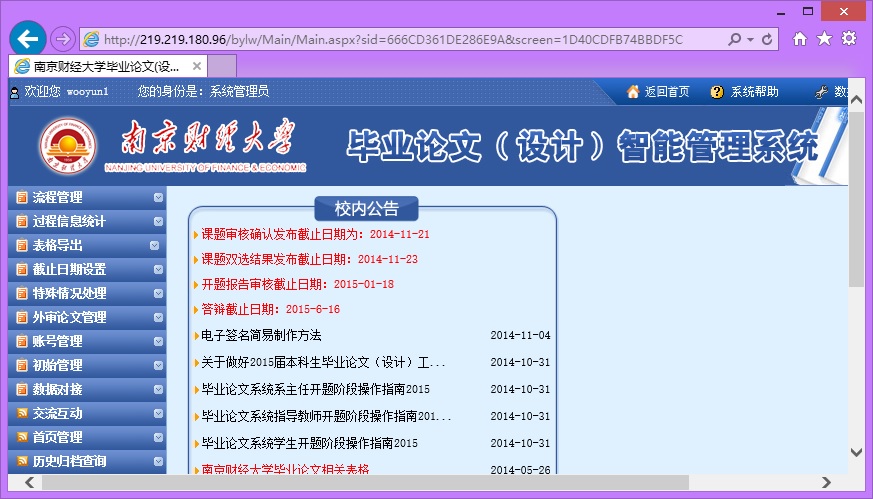 http://219.219.180.96/bylw/Main/Main.aspx?sid=666CD361DE286E9A&screen=1D40CDFB74BBDF5C
南京财经大学毕业论文(设...
欢迎您 wooyun1 您的身份是：系统管理员 返回首页 系统帮助 数
南京财经大学 毕业论文（设计）智能管理系统
NANJING UNIVERSITY OF FINANCE & ECONOMIC
流程管理
过程信息统计
表格导出
截止日期设置
特殊情况处理
外审论文管理
账号管理
初始管理
数据对接
交流互动
首页管理
历史归档查询
校内公告
课题审核确认发布截止日期为：2014-11-21
课题双选结果发布截止日期：2014-11-23
开题报告审核截止日期：2015-01-18
答辩截止日期：2015-6-16
电子签名简易制作方法 2014-11-04
关于做好2015届本科生毕业论文（设计）工... 2014-10-31
毕业论文系统系主任开题阶段操作指南2015 2014-10-31
毕业论文系统指导教师开题阶段操作指南201... 2014-10-31
毕业论文系统学生开题阶段操作指南2015 2014-10-31
南京财经大学毕业论文相关表格 2014-05-26